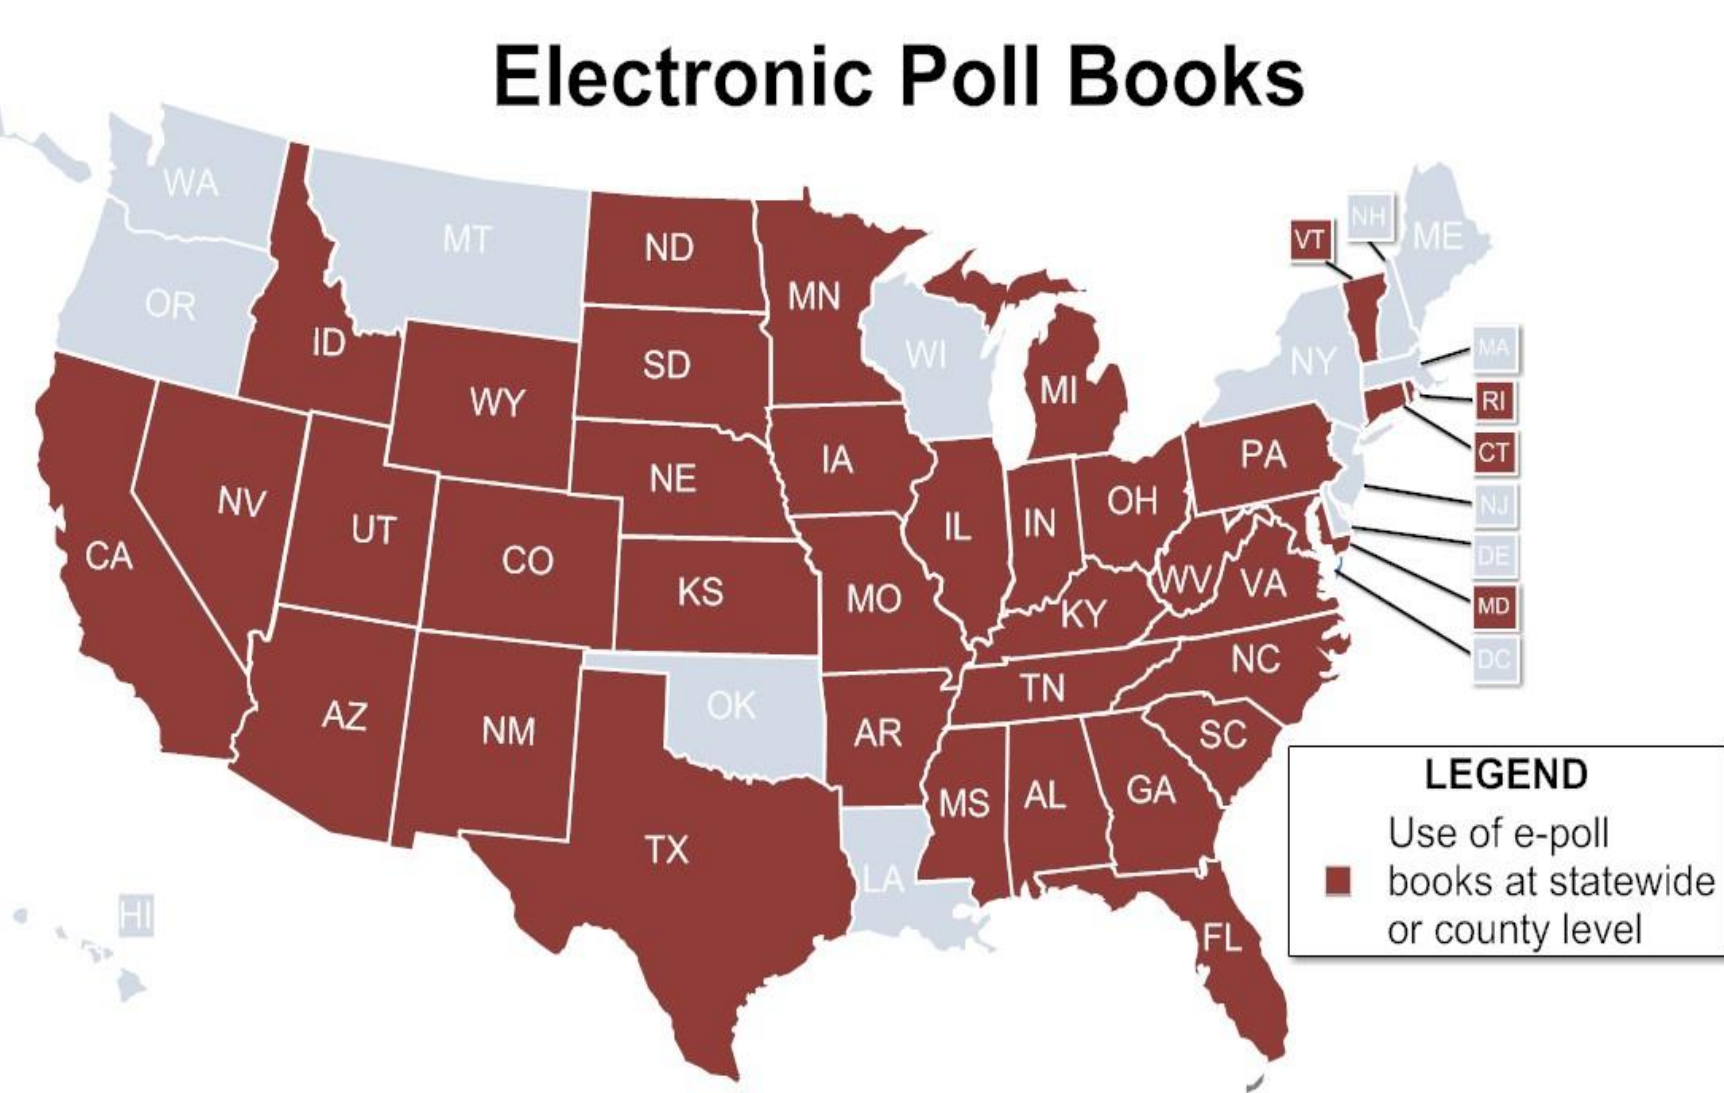 Electronic Poll Books
WA
MT
ND
MN
OR
ID
WY
SD
WI
MI
NY
VT
NH
ME
MA
RI
CT
NJ
DE
MD
DC
NV
UT
CO
NE
IA
IL
IN
OH
PA
CA
KS
MO
KY
WV
VA
AZ
NM
OK
AR
TN
NC
SC
TX
LA
MS
AL
GA
FL
HI
LEGEND
Use of e-poll
books at statewide
or county level